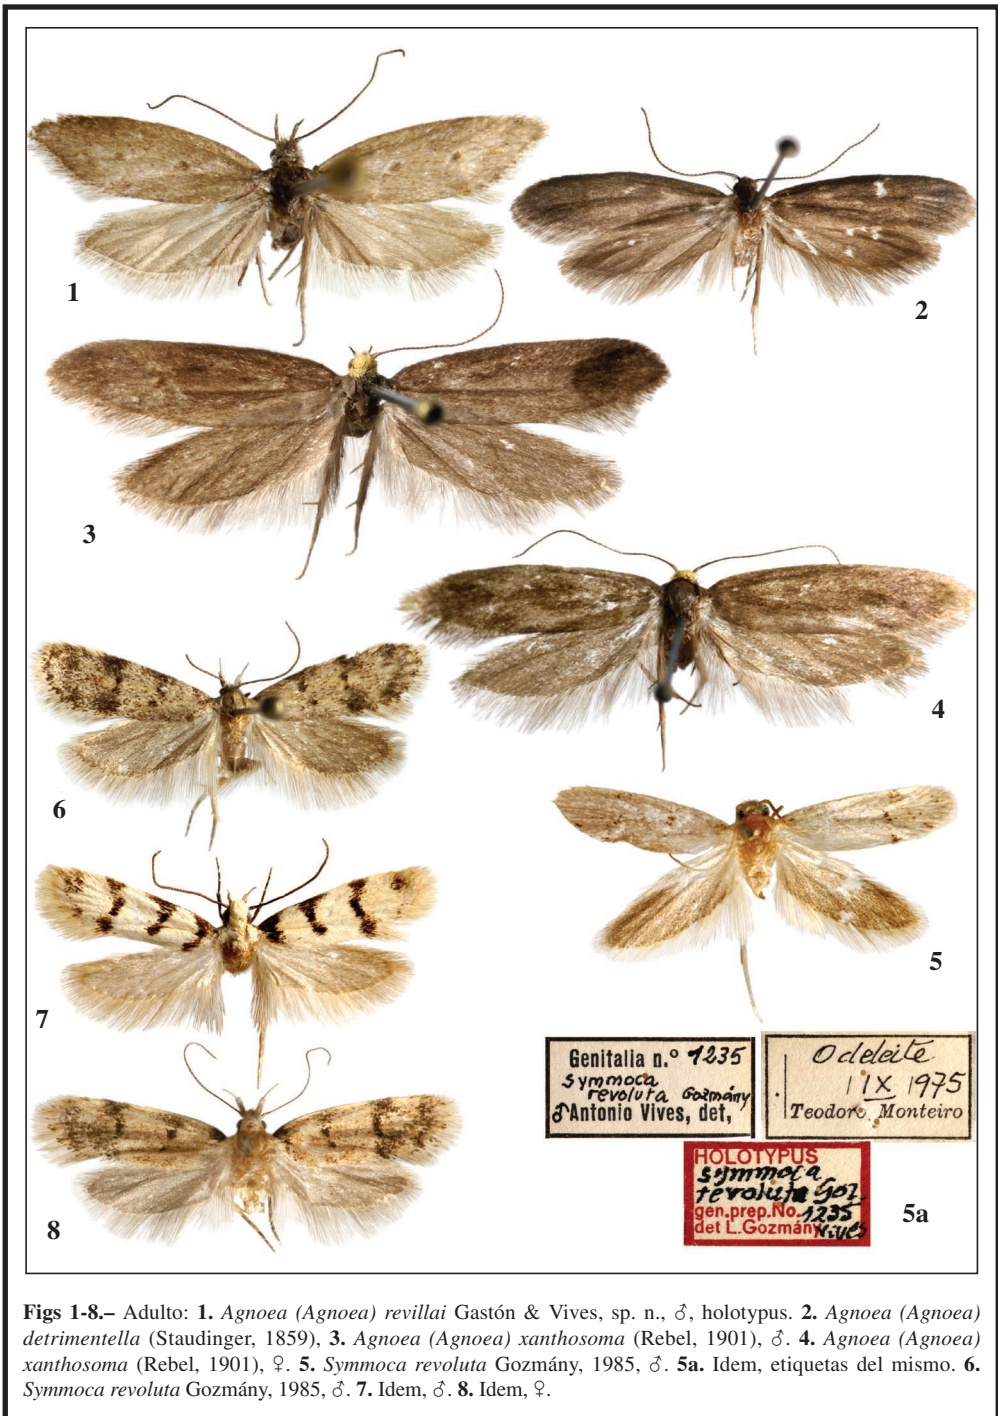 1
2
3
4
6
5
7
8
Genitalia n.º 1235
symmoca
revoluta Gozmány
♂ Antonio Vives, det,
Odeleite
1 IX 1975
Teodoro Monteiro
HOLOTYPUS
symmoca
revoluta Goz
gen.prep.No. 1235
det L.Gozmány Vives
5a
Figs 1-8.– Adulto: 1. Agnoea (Agnoea) revillai Gastón & Vives, sp. n., ♂, holotypus. 2. Agnoea (Agnoea)
detrimentella (Staudinger, 1859), 3. Agnoea (Agnoea) xanthosoma (Rebel, 1901), ♂. 4. Agnoea (Agnoea)
xanthosoma (Rebel, 1901), ♀. 5. Symmoca revoluta Gozmány, 1985, ♂. 5a. Idem, etiquetas del mismo. 6.
Symmoca revoluta Gozmány, 1985, ♂. 7. Idem, ♂. 8. Idem, ♀.